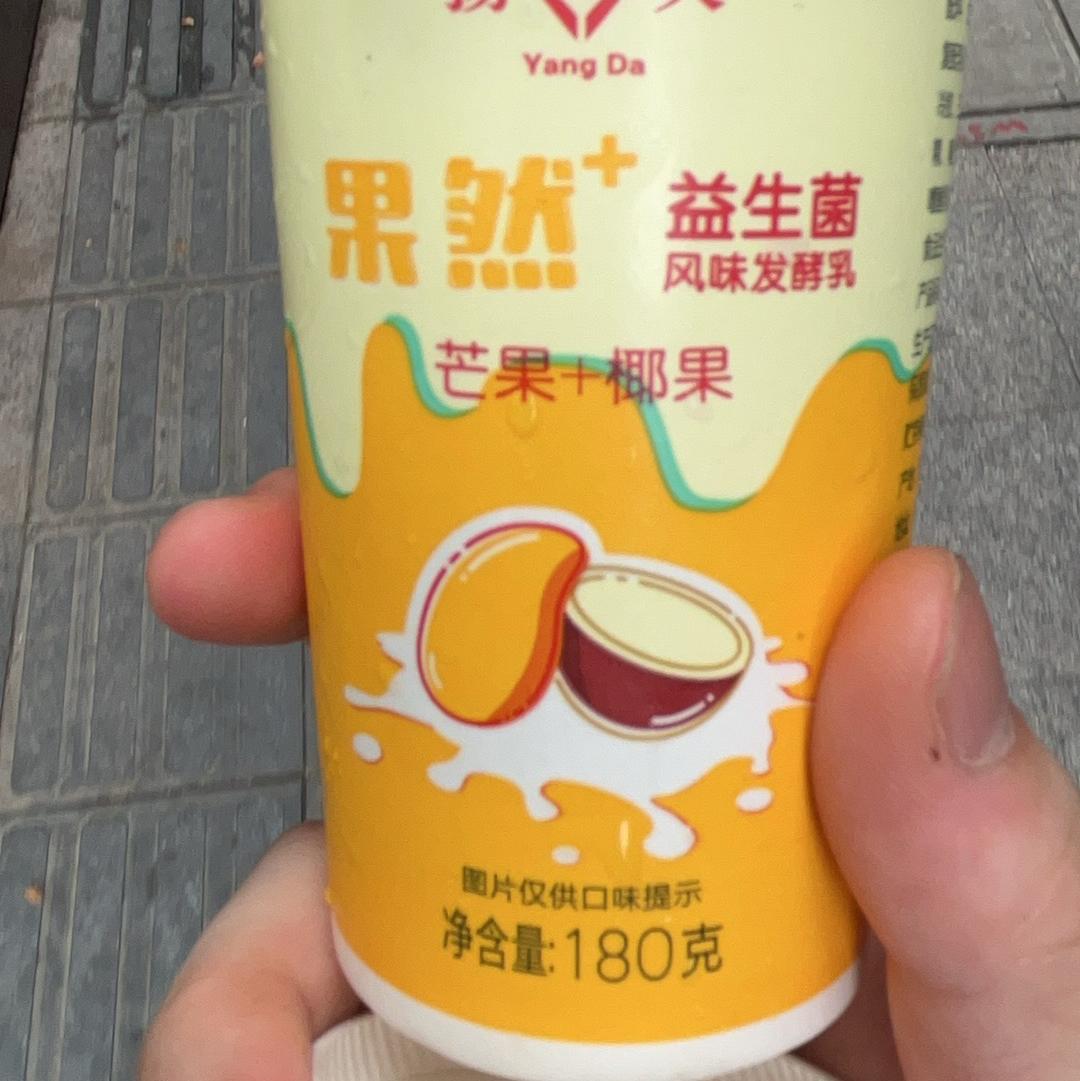 Yang Da
果然+
益生菌
风味发酵乳
芒果+椰果
图片仅供口味提示
净含量:180克